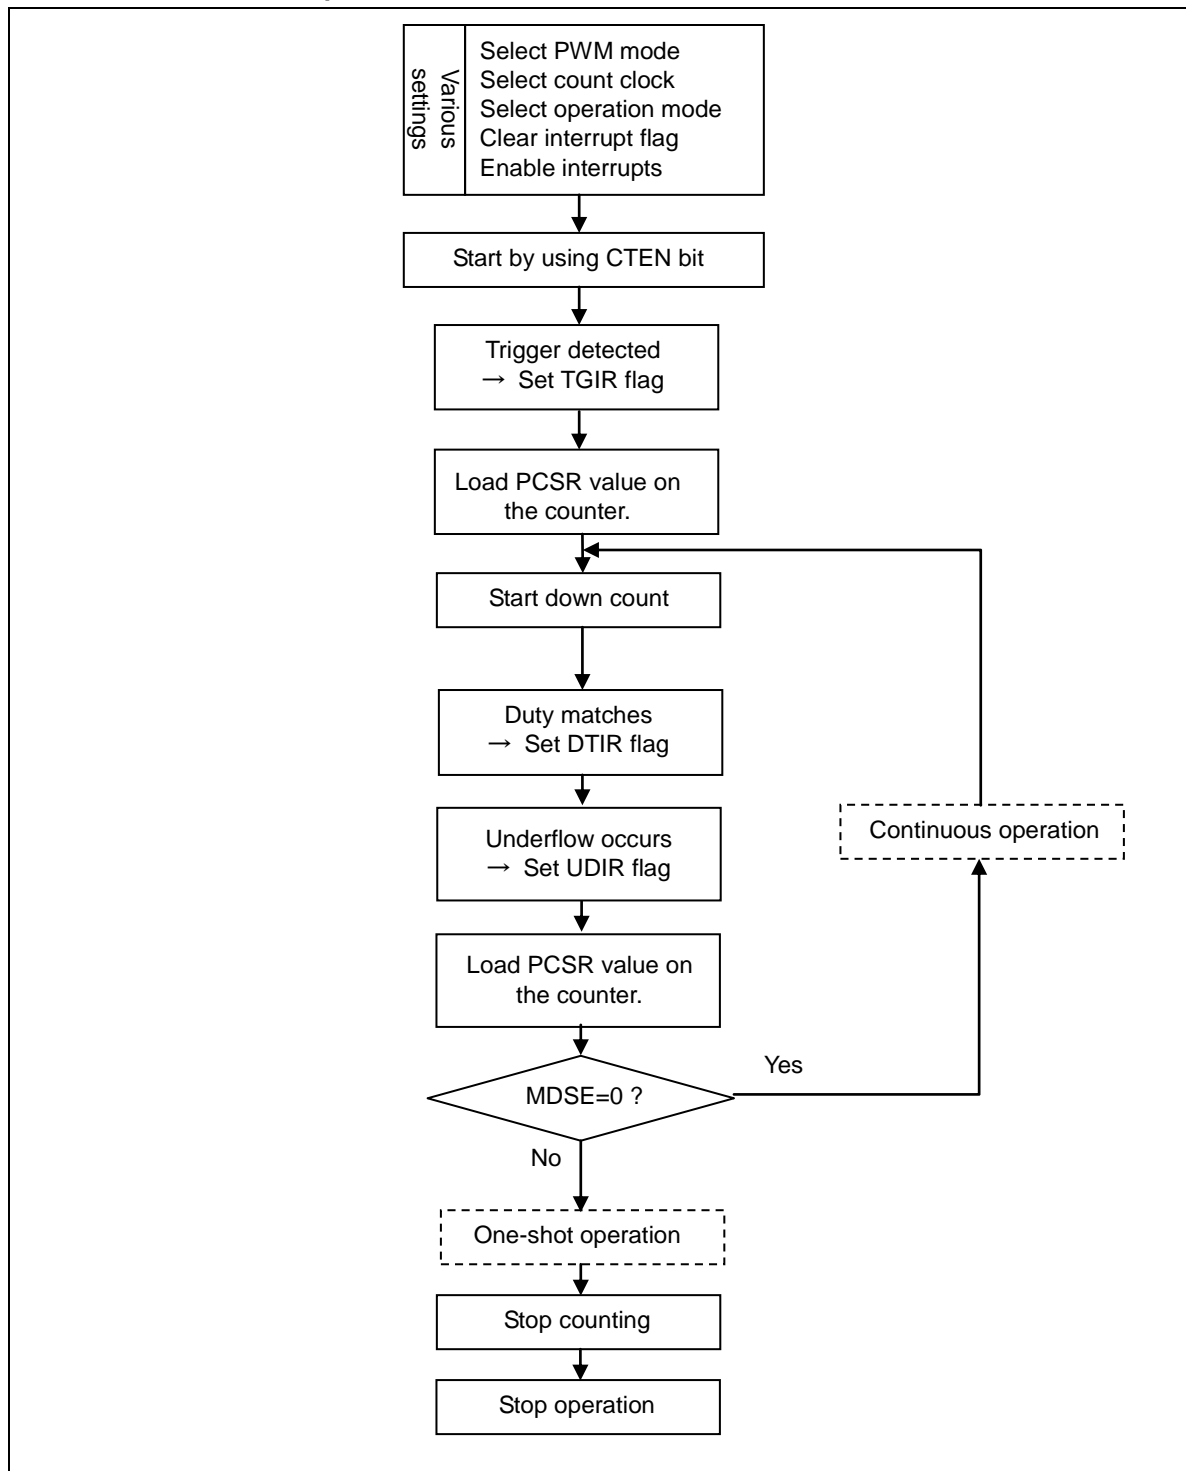 Various
settings
Select PWM mode
Select count clock
Select operation mode
Clear interrupt flag
Enable interrupts
Start by using CTEN bit
Trigger detected
→ Set TGIR flag
Load PCSR value on
the counter.
Start down count
Duty matches
→ Set DTIR flag
Continuous operation
Underflow occurs
→ Set UDIR flag
Load PCSR value on
the counter.
Yes
MDSE=0 ?
No
One-shot operation
Stop counting
Stop operation